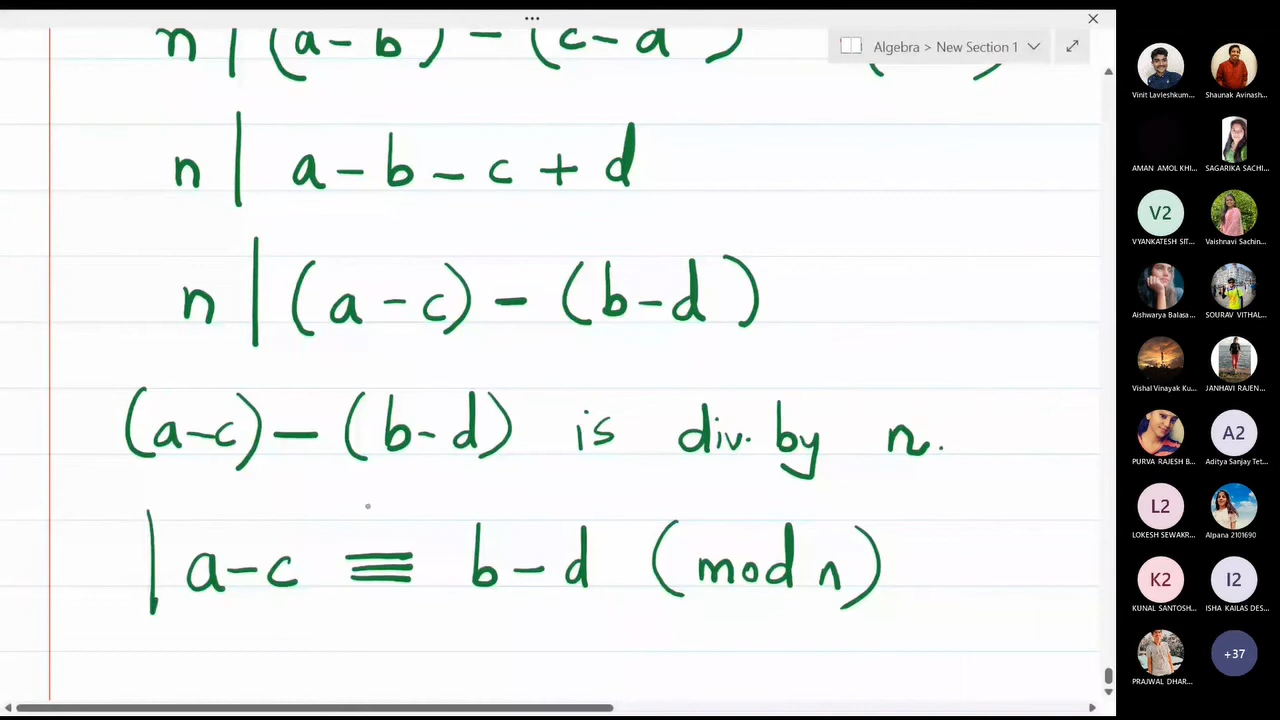 n | (a-b) - (c-d)
Algebra > New Section 1
n | a-b-c+d
n | (a-c) - (b-d)
(a-c) - (b-d) is div. by n.
| a-c ≡ b-d (mod n)
Vinit Lavleshkum...
Shaunak Avinash...
AMAN AMOL KHI...
SAGARIKA SACHI...
V2
VYANKATESH SIT...
Vaishnavi Sachin...
Aishwarya Balasa...
SOURAV VITHAL...
Vishal Vinayak Ku...
JANHAVI RAJEN...
A2
PURVA RAJESH B...
Aditya Sanjay Tet...
L2
LOKESH SEWAKR...
Alpana 2101690
K2
I2
KUNAL SANTOSH...
ISHA KAILAS DES...
+37
PRAJWAL DHAR...